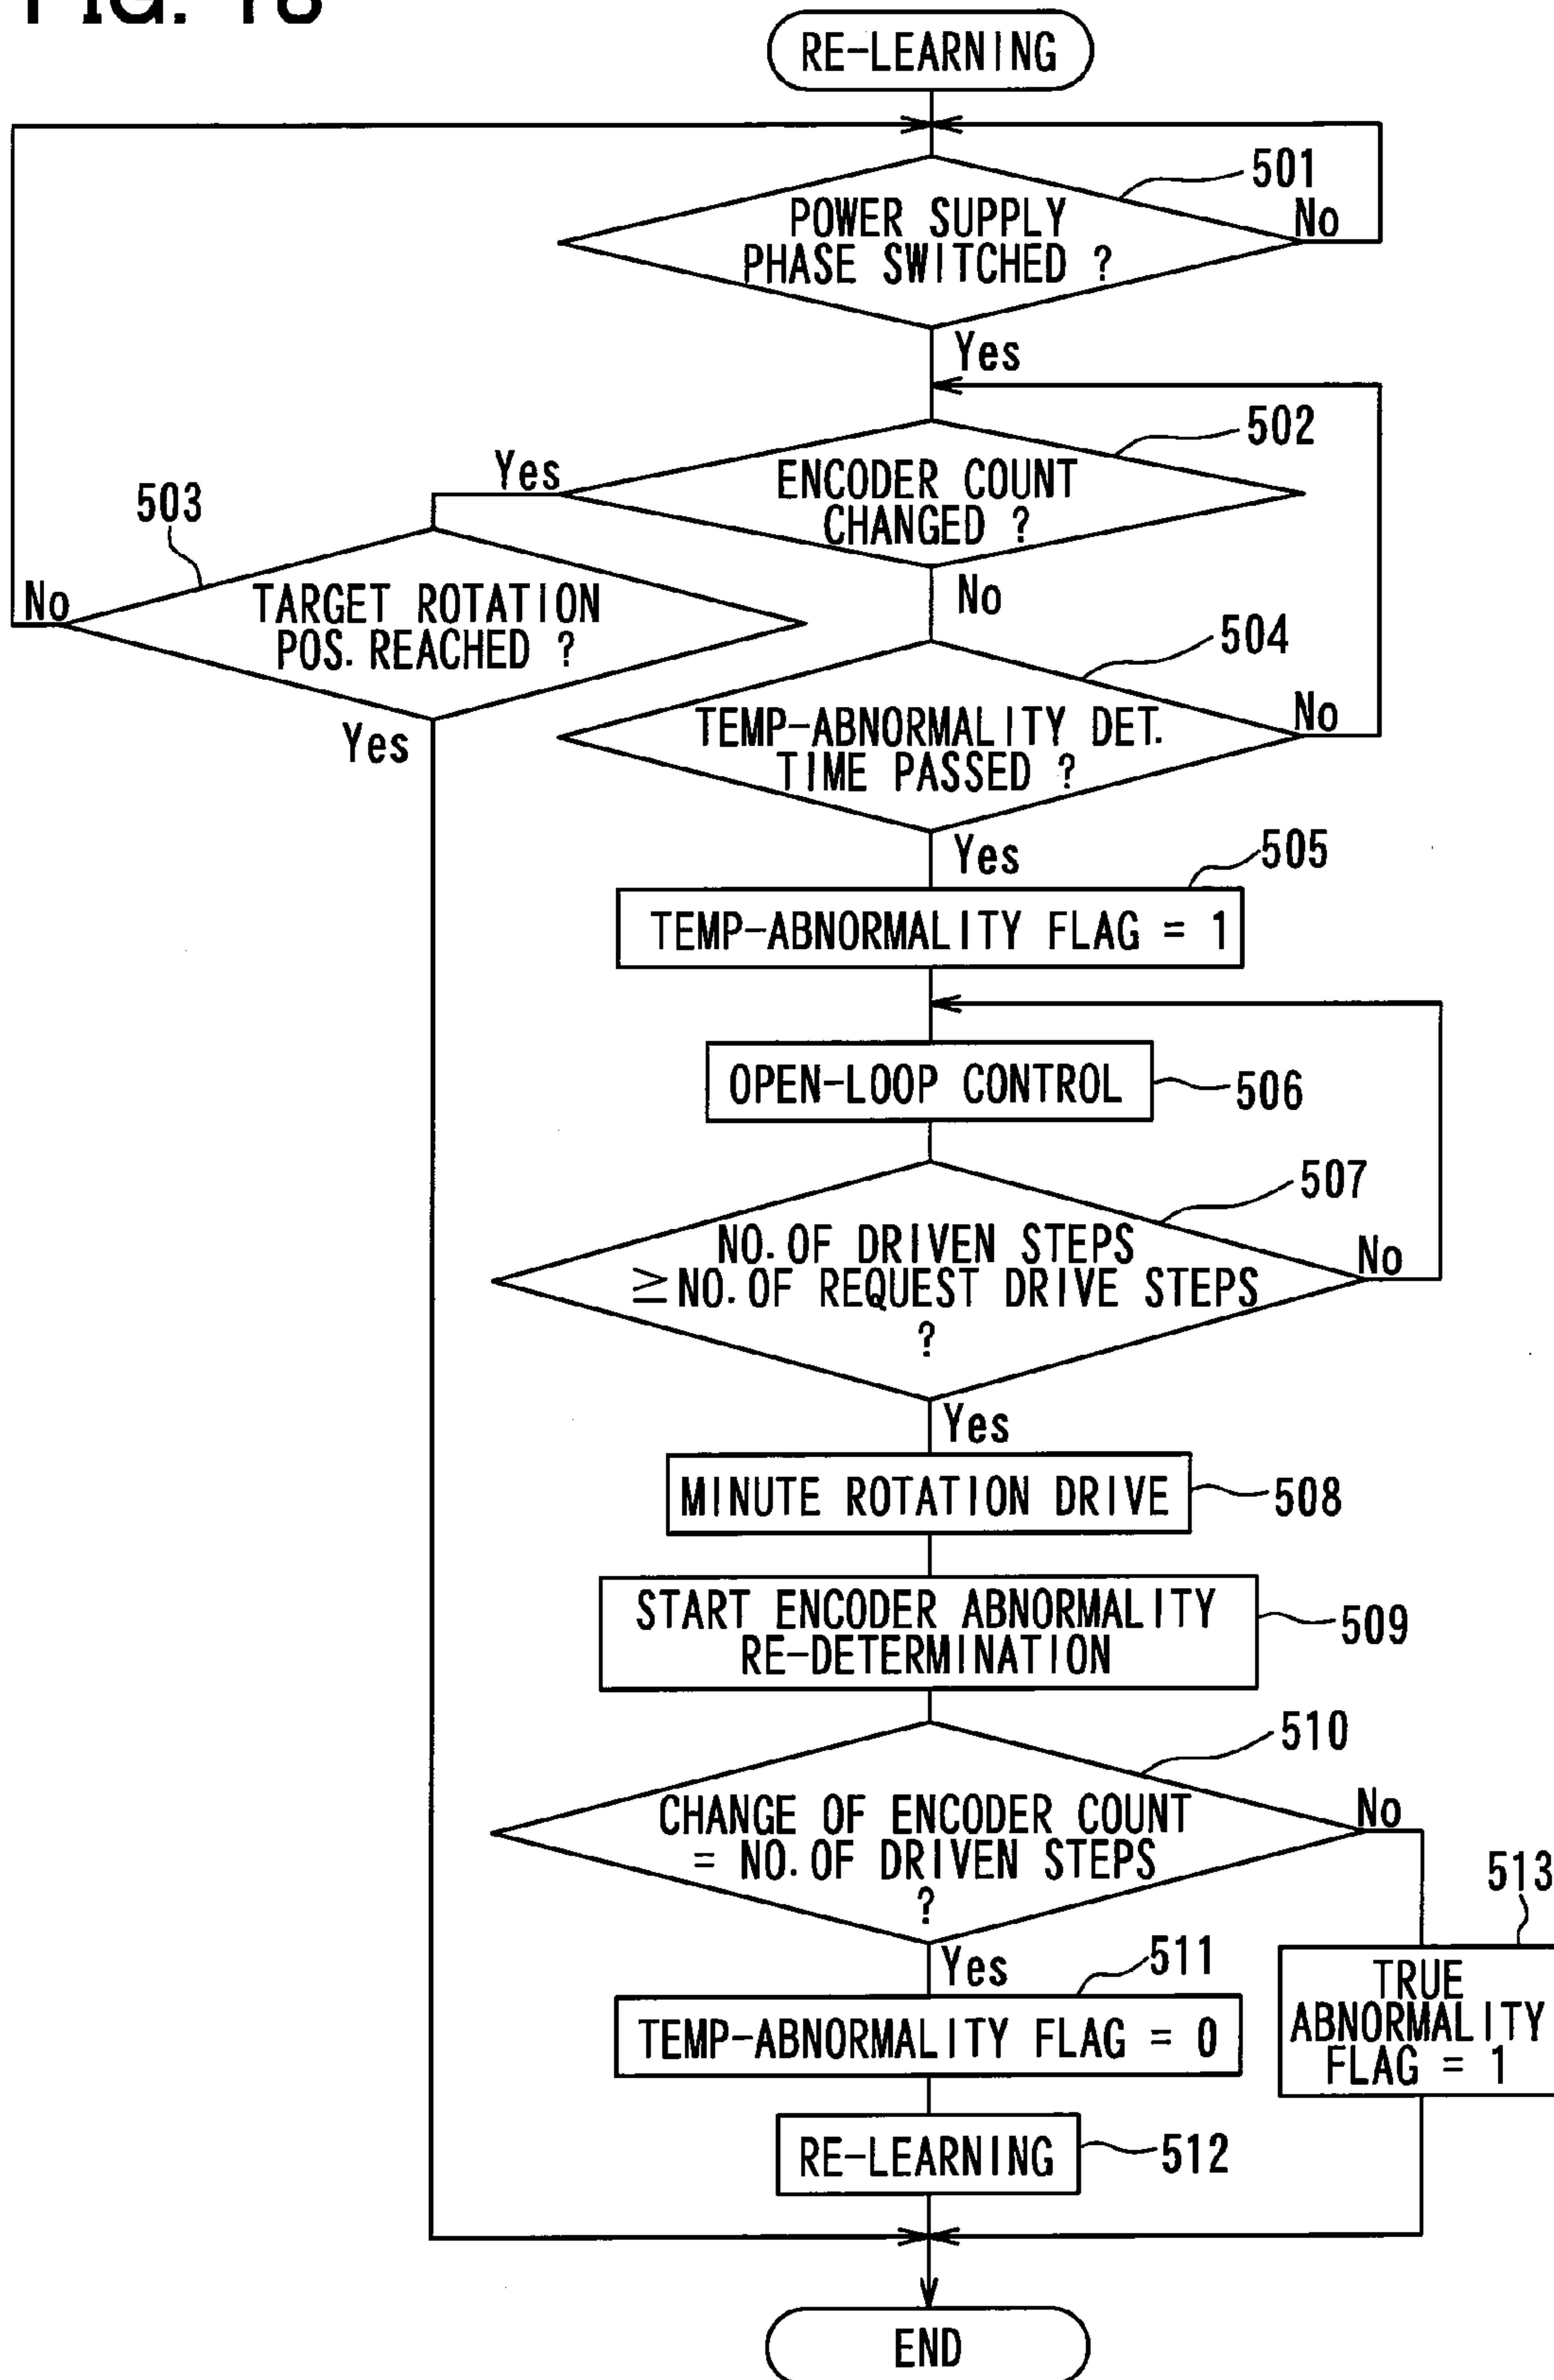 RE-LEARNING
501
POWER SUPPLY
PHASE SWITCHED ?
No
Yes
502
ENCODER COUNT
CHANGED ?
Yes
No
503
TARGET ROTATION
POS. REACHED ?
No
Yes
504
TEMP-ABNORMALITY DET.
TIME PASSED ?
No
Yes
505
TEMP-ABNORMALITY FLAG = 1
OPEN-LOOP CONTROL
506
507
NO. OF DRIVEN STEPS
≥ NO. OF REQUEST DRIVE STEPS
?
No
Yes
MINUTE ROTATION DRIVE
508
START ENCODER ABNORMALITY
RE-DETERMINATION
509
510
CHANGE OF ENCODER COUNT
= NO. OF DRIVEN STEPS
?
No
Yes
511
TEMP-ABNORMALITY FLAG = 0
513
TRUE
ABNORMALITY
FLAG = 1
RE-LEARNING
512
END